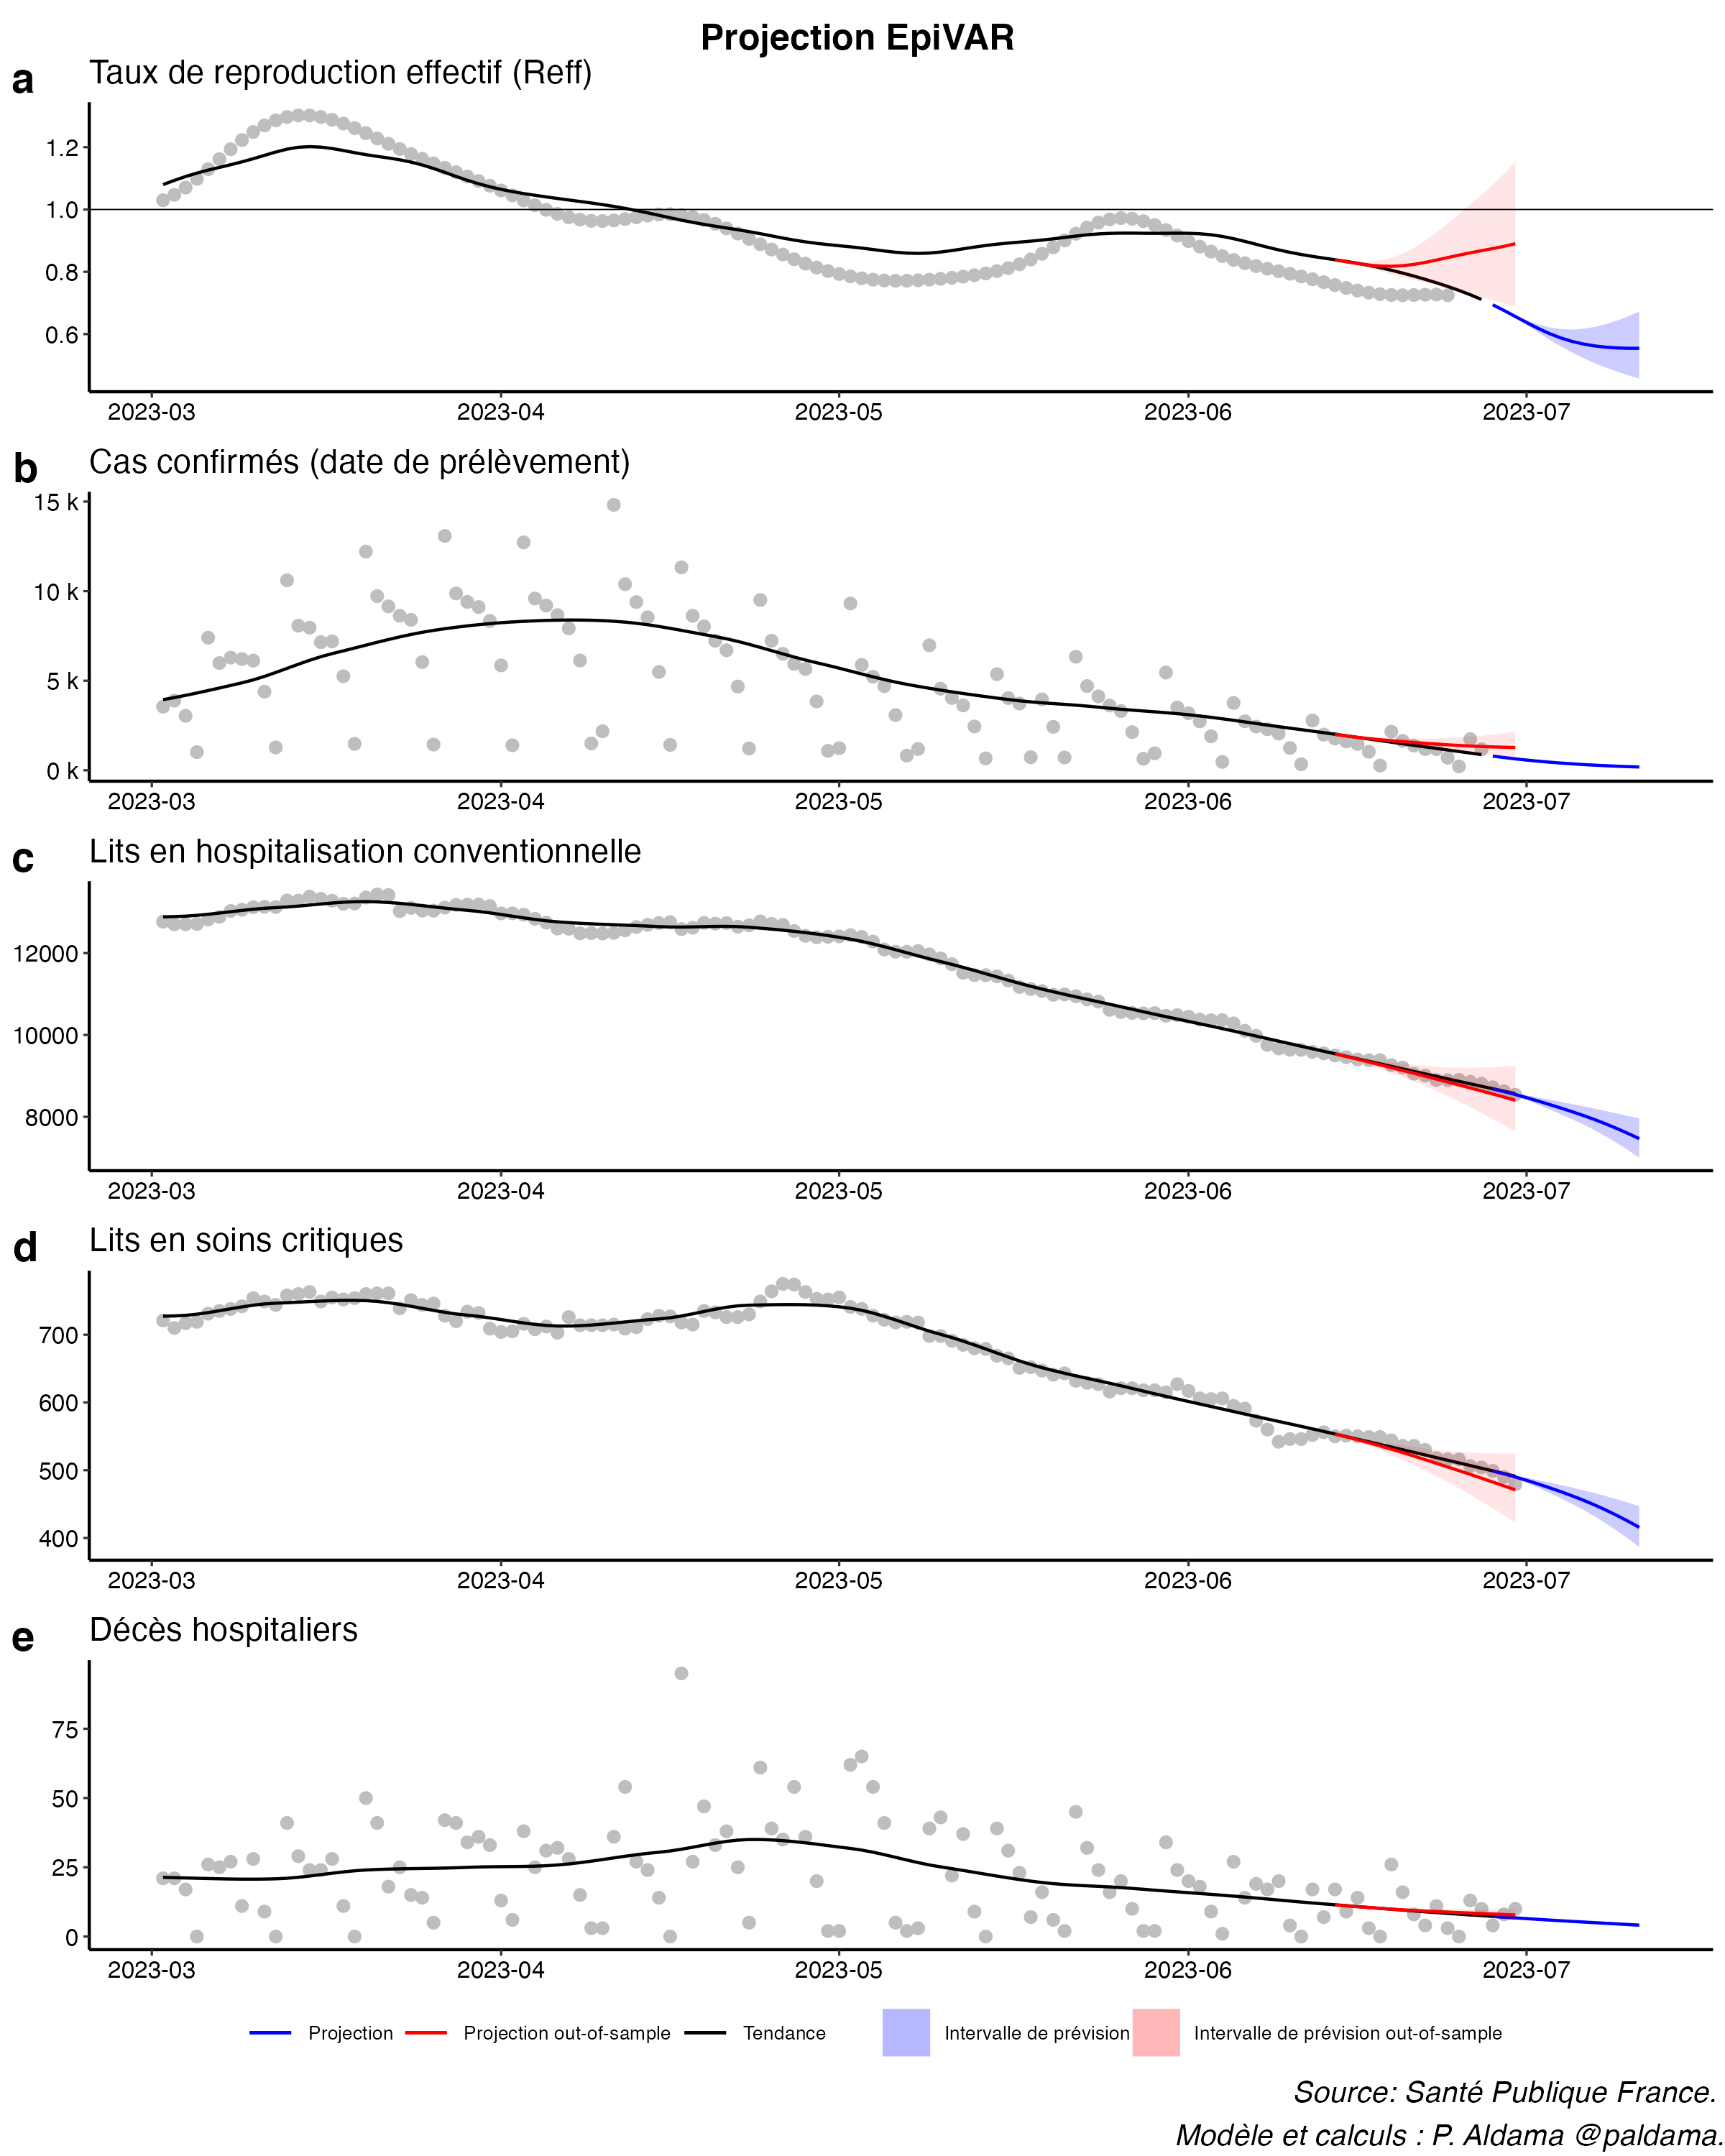 Projection EpiVAR
a
Taux de reproduction effectif (Reff)
1.2
1.0
0.8
0.6
2023-03 2023-04 2023-05 2023-06 2023-07
b
Cas confirmés (date de prélèvement)
15 k
10 k
5 k
0 k
2023-03 2023-04 2023-05 2023-06 2023-07
c
Lits en hospitalisation conventionnelle
12000
10000
8000
2023-03 2023-04 2023-05 2023-06 2023-07
d
Lits en soins critiques
700
600
500
400
2023-03 2023-04 2023-05 2023-06 2023-07
e
Décès hospitaliers
75
50
25
0
2023-03 2023-04 2023-05 2023-06 2023-07
Projection Projection out-of-sample Tendance Intervalle de prévision Intervalle de prévision out-of-sample
Source: Santé Publique France.
Modèle et calculs : P. Aldama @paldama.